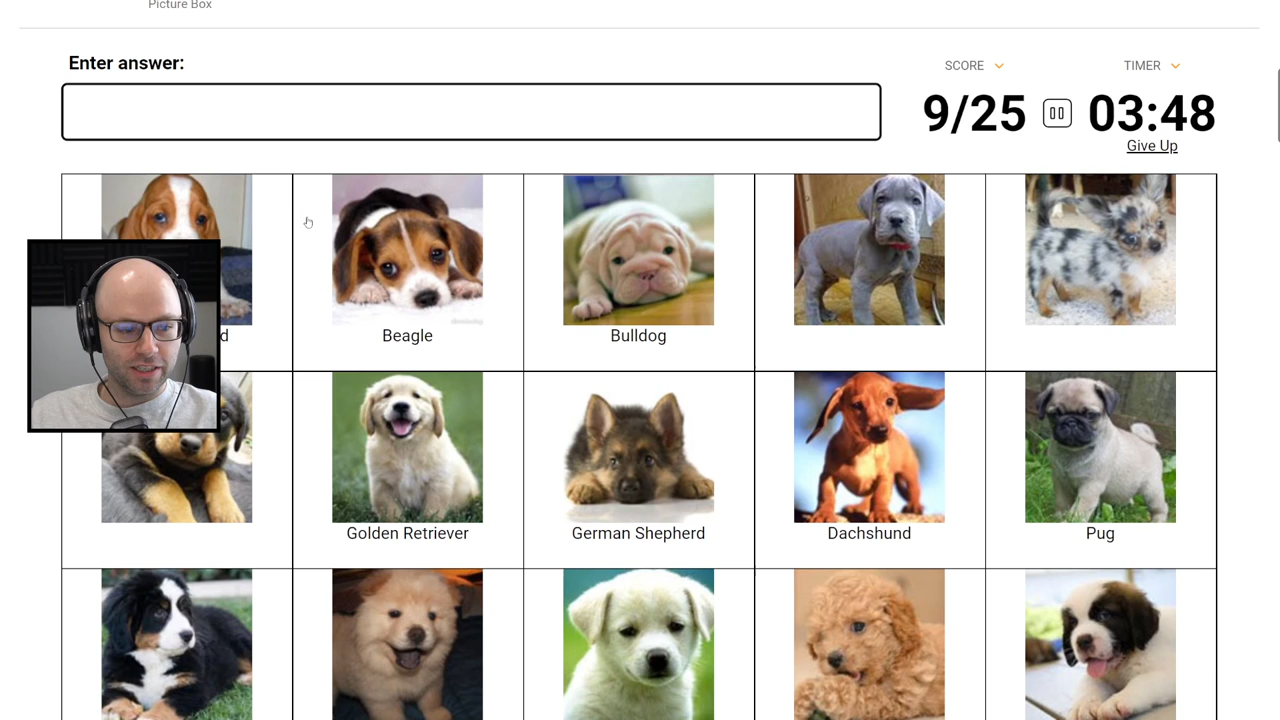 Picture Box
Enter answer:
SCORE
TIMER
9/25
03:48
Give Up
d
Beagle
Bulldog
Golden Retriever
German Shepherd
Dachshund
Pug